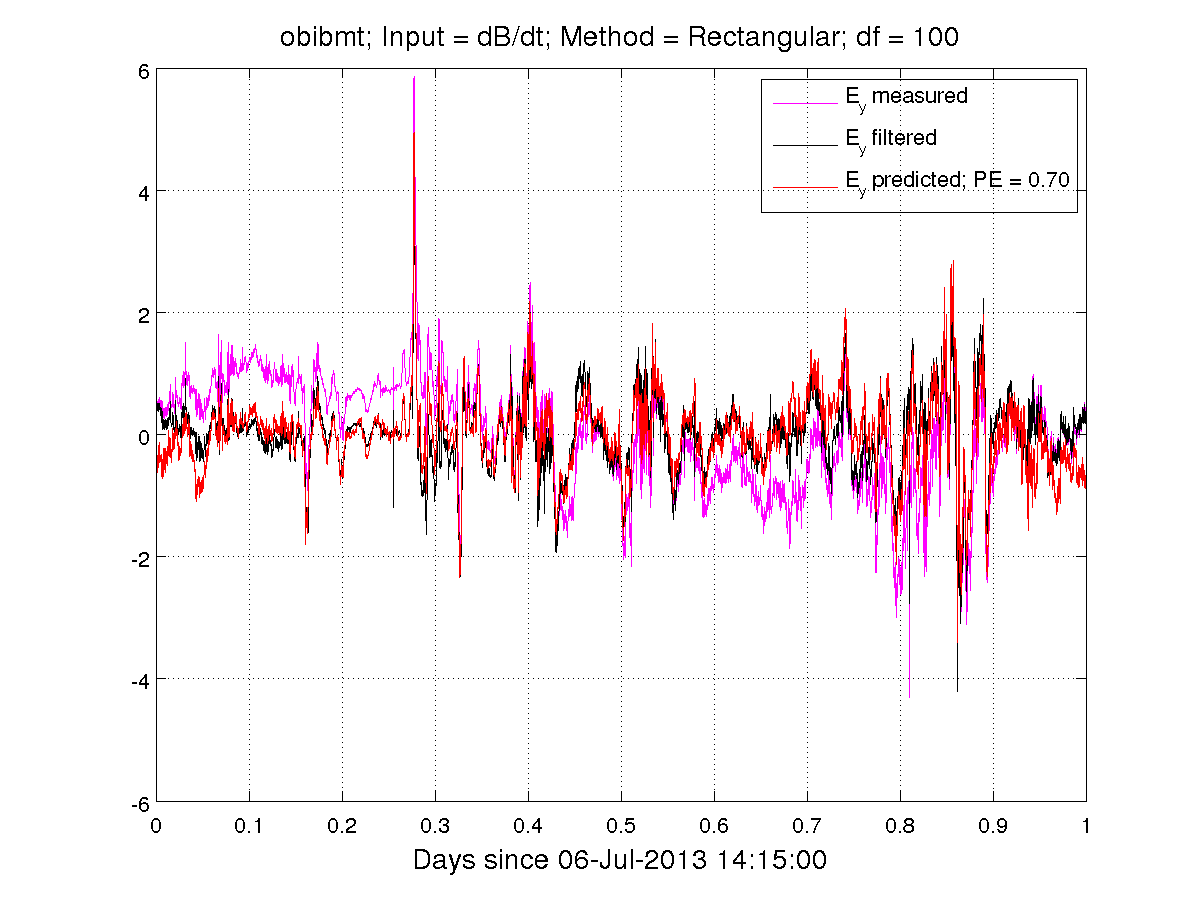 obibmt; Input = dB/dt; Method = Rectangular; df = 100
E_y measured
E_y filtered
E_y predicted; PE = 0.70
6
4
2
0
-2
-4
-6
0 0.1 0.2 0.3 0.4 0.5 0.6 0.7 0.8 0.9 1
Days since 06-Jul-2013 14:15:00